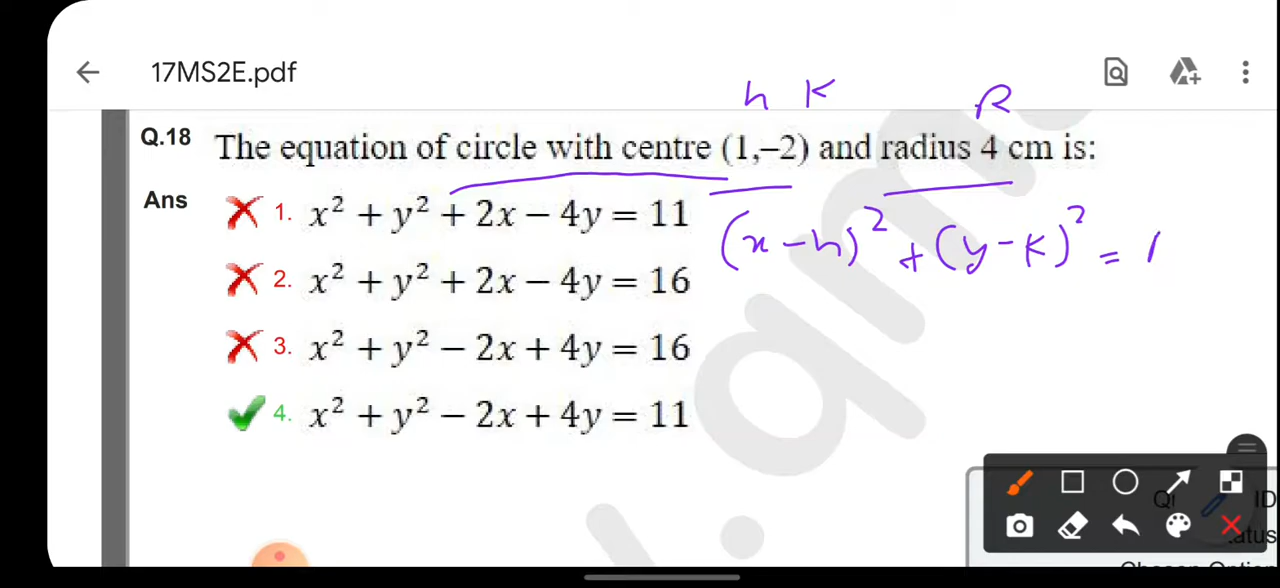 17MS2E.pdf
h K R
Q.18 The equation of circle with centre (1,–2) and radius 4 cm is:
Ans
1. x² + y² + 2x − 4y = 11
(x − h)² + (y − K)² =
2. x² + y² + 2x − 4y = 16
3. x² + y² − 2x + 4y = 16
4. x² + y² − 2x + 4y = 11
ID